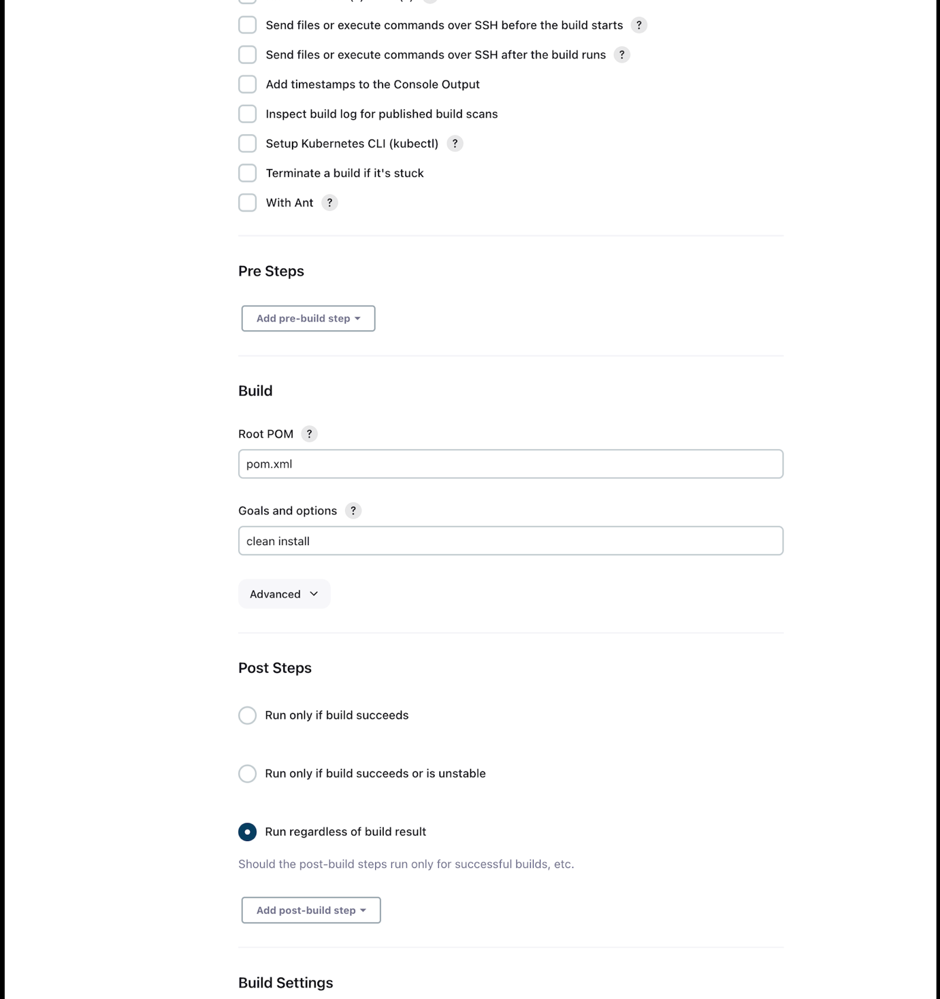 Send files or execute commands over SSH before the build starts ?
Send files or execute commands over SSH after the build runs ?
Add timestamps to the Console Output
Inspect build log for published build scans
Setup Kubernetes CLI (kubectl) ?
Terminate a build if it's stuck
With Ant ?
Pre Steps
Add pre-build step
Build
Root POM ?
pom.xml
Goals and options ?
clean install
Advanced
Post Steps
Run only if build succeeds
Run only if build succeeds or is unstable
Run regardless of build result
Should the post-build steps run only for successful builds, etc.
Add post-build step
Build Settings